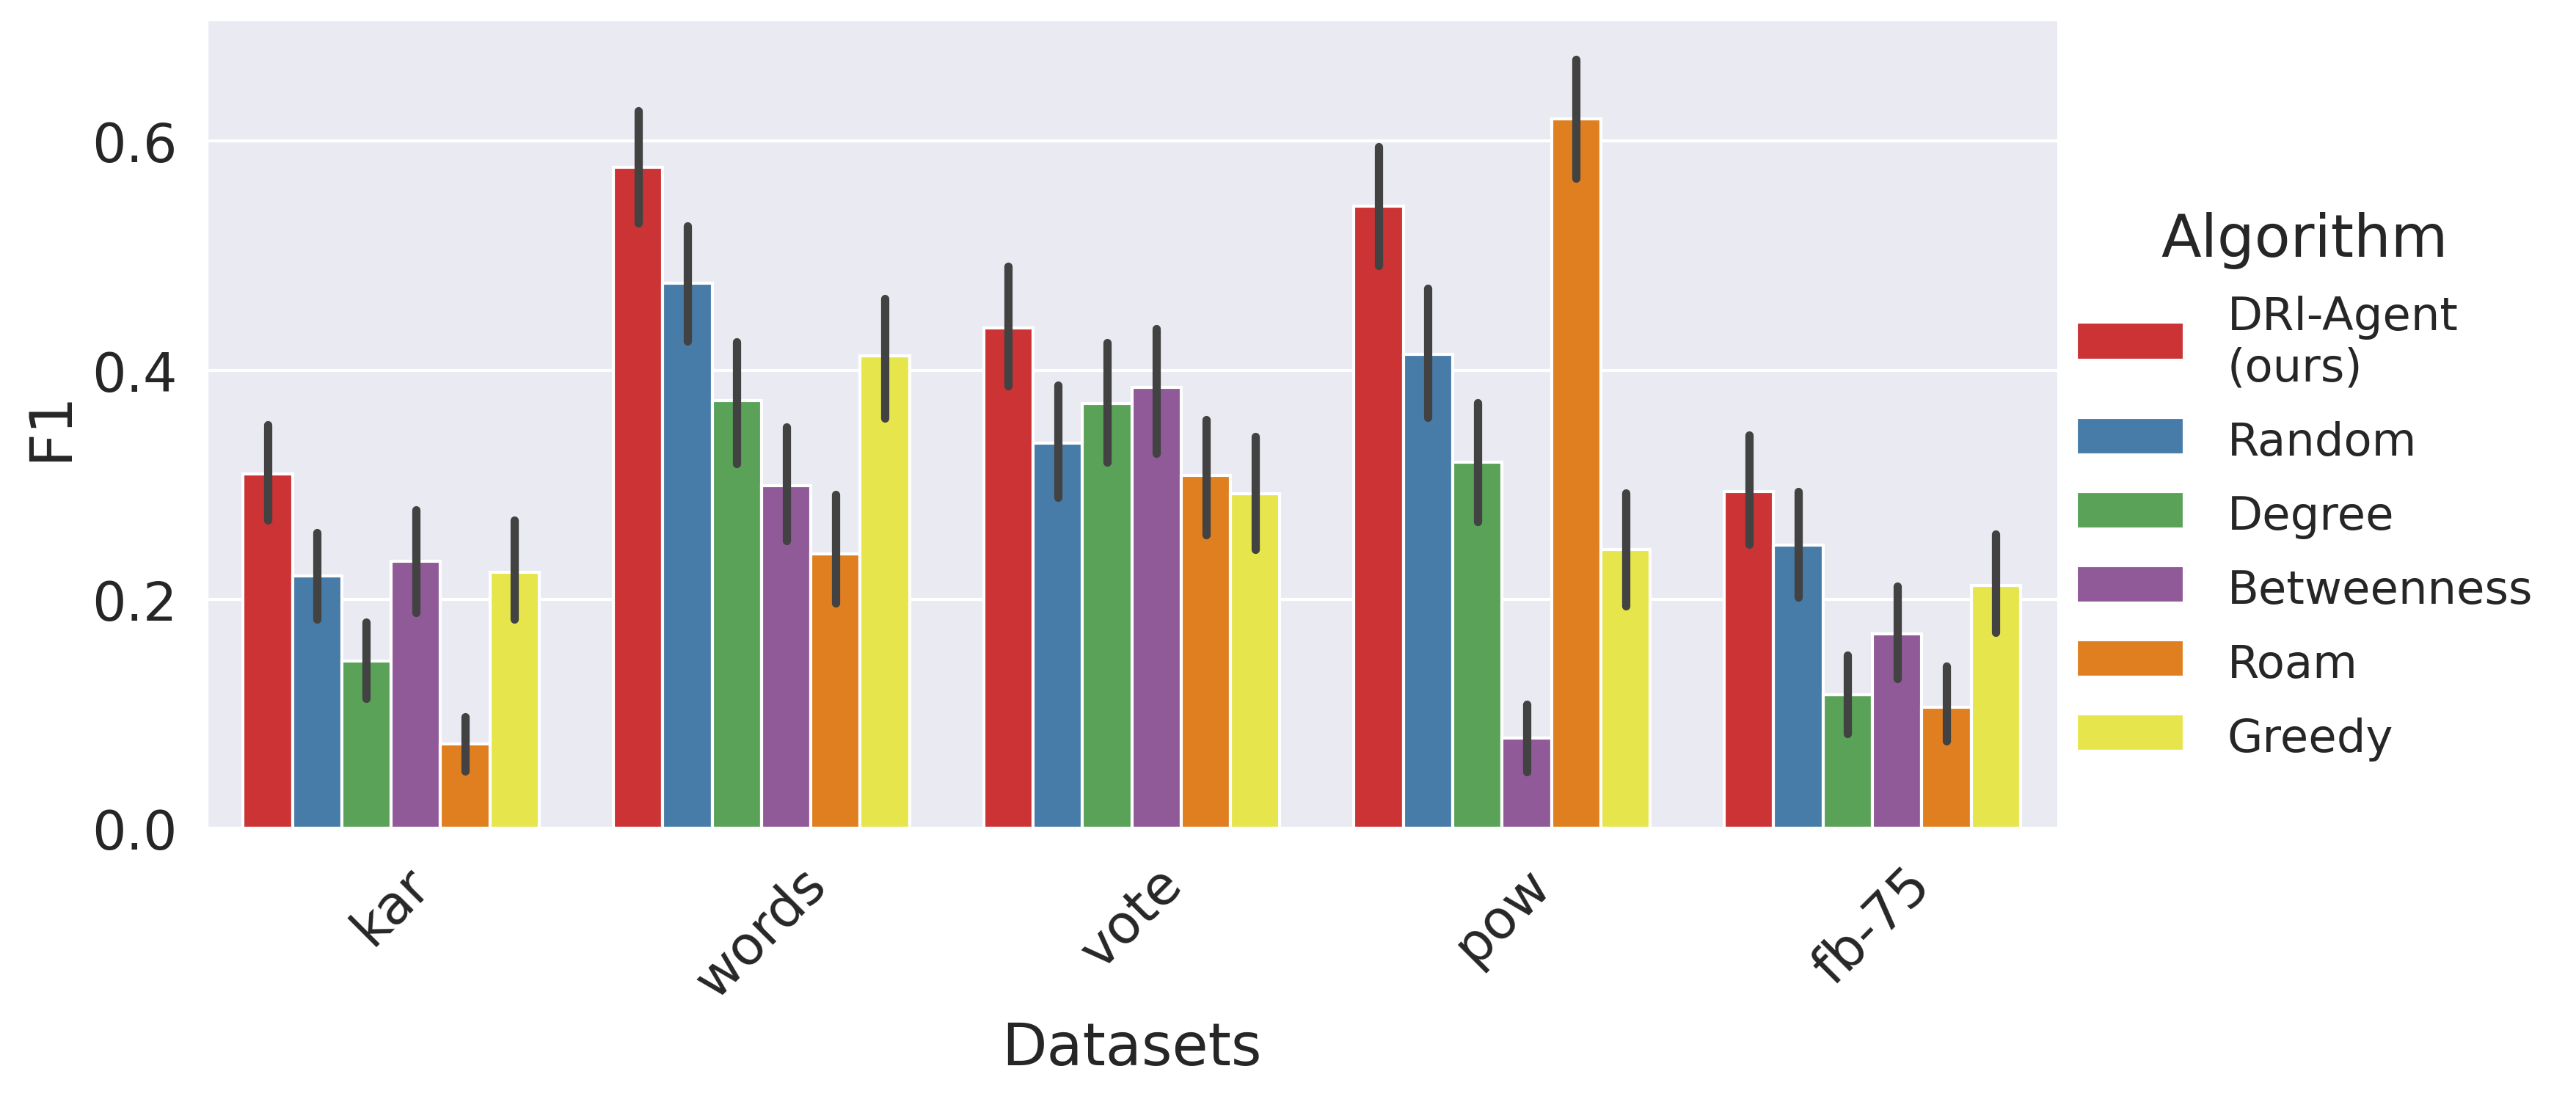 F1
0.6
0.4
0.2
0.0
kar
words
vote
pow
fb-75
Datasets
Algorithm
DRl-Agent
(ours)
Random
Degree
Betweenness
Roam
Greedy